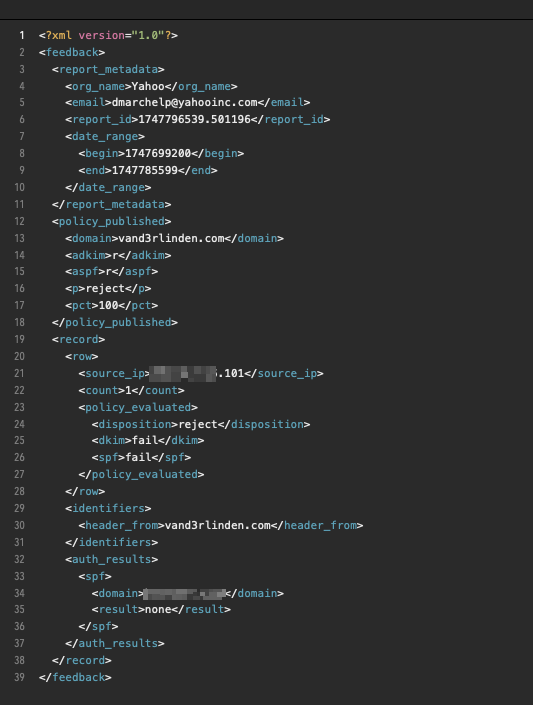 1 <?xml version="1.0"?>
2 <feedback>
3 <report_metadata>
4 <org_name>Yahoo</org_name>
5 <email>dmarchelp@yahooinc.com</email>
6 <report_id>1747796539.501196</report_id>
7 <date_range>
8 <begin>1747699200</begin>
9 <end>1747785599</end>
10 </date_range>
11 </report_metadata>
12 <policy_published>
13 <domain>vand3rlinden.com</domain>
14 <adkim>r</adkim>
15 <aspf>r</aspf>
16 <p>reject</p>
17 <pct>100</pct>
18 </policy_published>
19 <record>
20 <row>
21 <source_ip>.101</source_ip>
22 <count>1</count>
23 <policy_evaluated>
24 <disposition>reject</disposition>
25 <dkim>fail</dkim>
26 <spf>fail</spf>
27 </policy_evaluated>
28 </row>
29 <identifiers>
30 <header_from>vand3rlinden.com</header_from>
31 </identifiers>
32 <auth_results>
33 <spf>
34 <domain></domain>
35 <result>none</result>
36 </spf>
37 </auth_results>
38 </record>
39 </feedback>